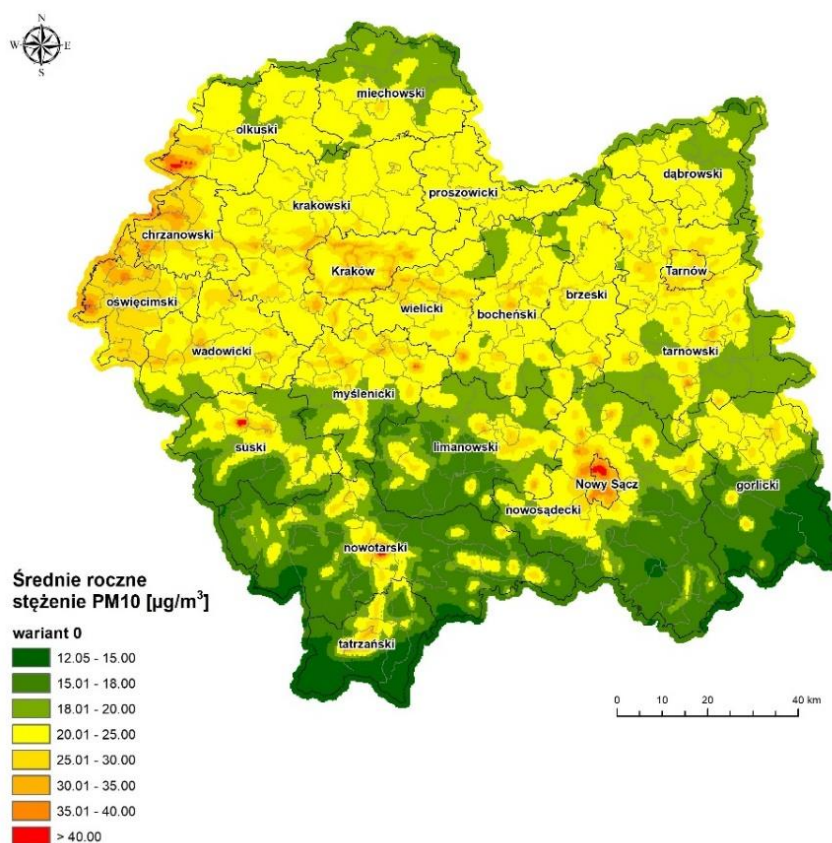 N
W E
S
miechowski
olkuski
dąbrowski
proszowicki
krakowski
chrzanowski
Kraków
Tarnów
oświęcimski
brzeski
wielicki
bocheński
wadowicki
tarnowski
myślenicki
suski
limanowski
Nowy Sącz
gorlicki
nowosądecki
nowotarski
tatrzański
Średnie roczne
stężenie PM10 [µg/m³]
wariant 0
12.05 - 15.00
15.01 - 18.00
18.01 - 20.00
20.01 - 25.00
25.01 - 30.00
30.01 - 35.00
35.01 - 40.00
> 40.00
0 10 20 40 km